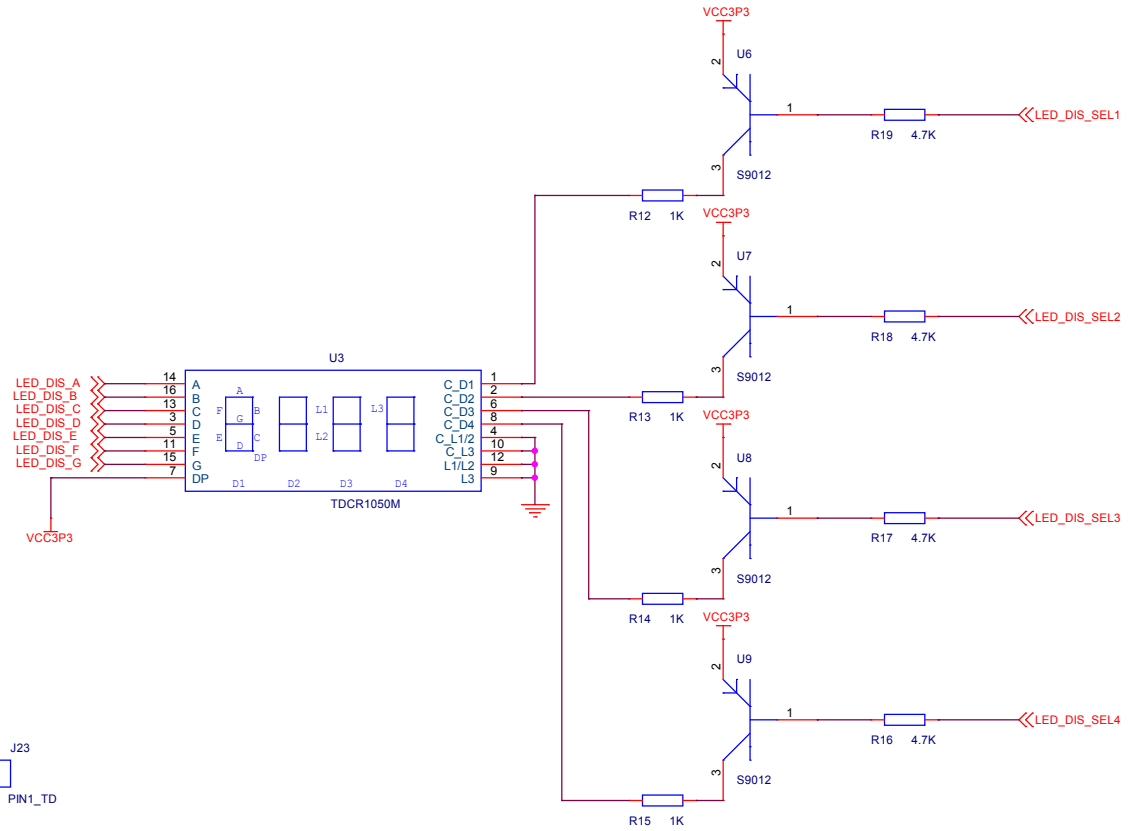 VCC3P3
U6
2
1
LED_DIS_SEL1
R19 4.7K
3
S9012
R12 1K
VCC3P3
U7
2
1
LED_DIS_SEL2
R18 4.7K
3
S9012
R13 1K
U3
LED_DIS_A 14 A
LED_DIS_B 16 B
LED_DIS_C 13 C
LED_DIS_D 3 D
LED_DIS_E 5 E
LED_DIS_F 11 F
LED_DIS_G 15 G
7 DP
A
F B
G
E C
D
DP
L1
L2
L3
D1 D2 D3 D4
C_D1 1
C_D2 2
C_D3 6
C_D4 8
C_L1/2 4
C_L3 10
L1/L2 12
L3 9
TDCR1050M
VCC3P3
VCC3P3
U8
2
1
LED_DIS_SEL3
R17 4.7K
3
S9012
R14 1K
VCC3P3
U9
2
1
LED_DIS_SEL4
R16 4.7K
3
S9012
R15 1K
J23
PIN1_TD